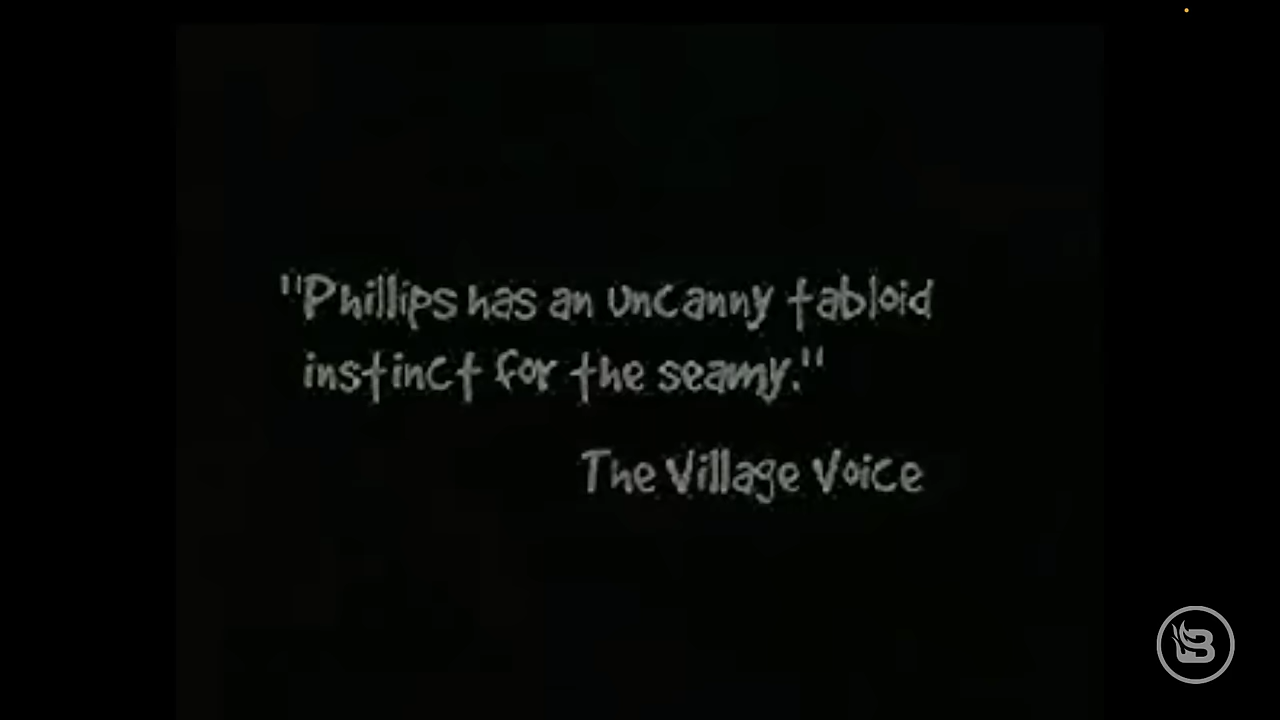 "Phillips has an uncanny tabloid
instinct for the seamy."
The Village Voice
B